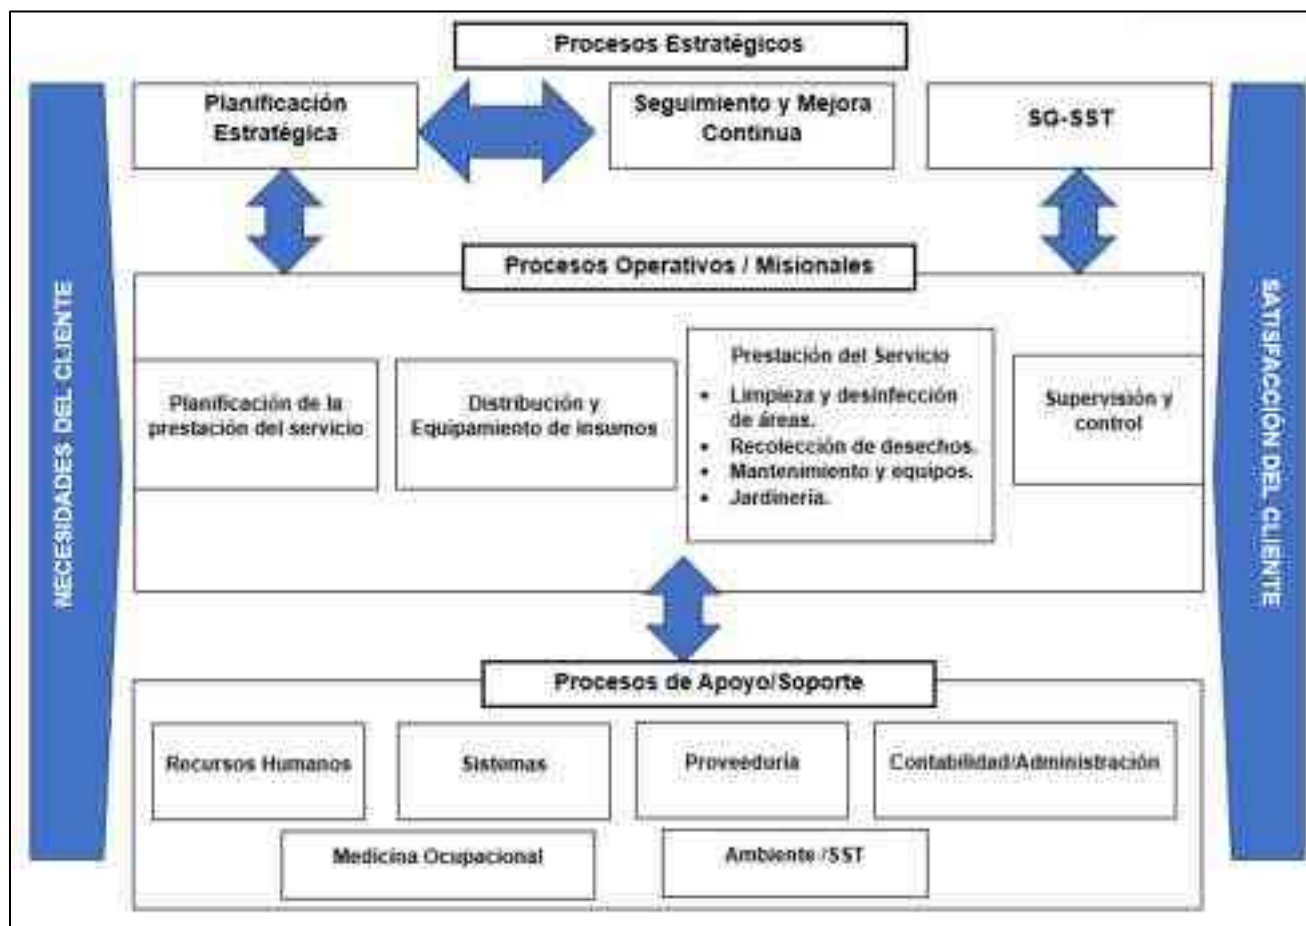 Procesos Estratégicos
Planificación
Estratégica
Seguimiento y Mejora
Continua
SG-SST
NECESIDADES DEL CLIENTE
Procesos Operativos / Misionales
Planificación de la
prestación del servicio
Distribución y
Equipamiento de insumos
Prestación del Servicio
• Limpieza y desinfección
de áreas.
• Recolección de desechos.
• Mantenimiento y equipos.
• Jardinería.
Supervisión y
control
SATISFACCIÓN DEL CLIENTE
Procesos de Apoyo/Soporte
Recursos Humanos
Sistemas
Proveeduría
Contabilidad/Administración
Medicina Ocupacional
Ambiente /SST